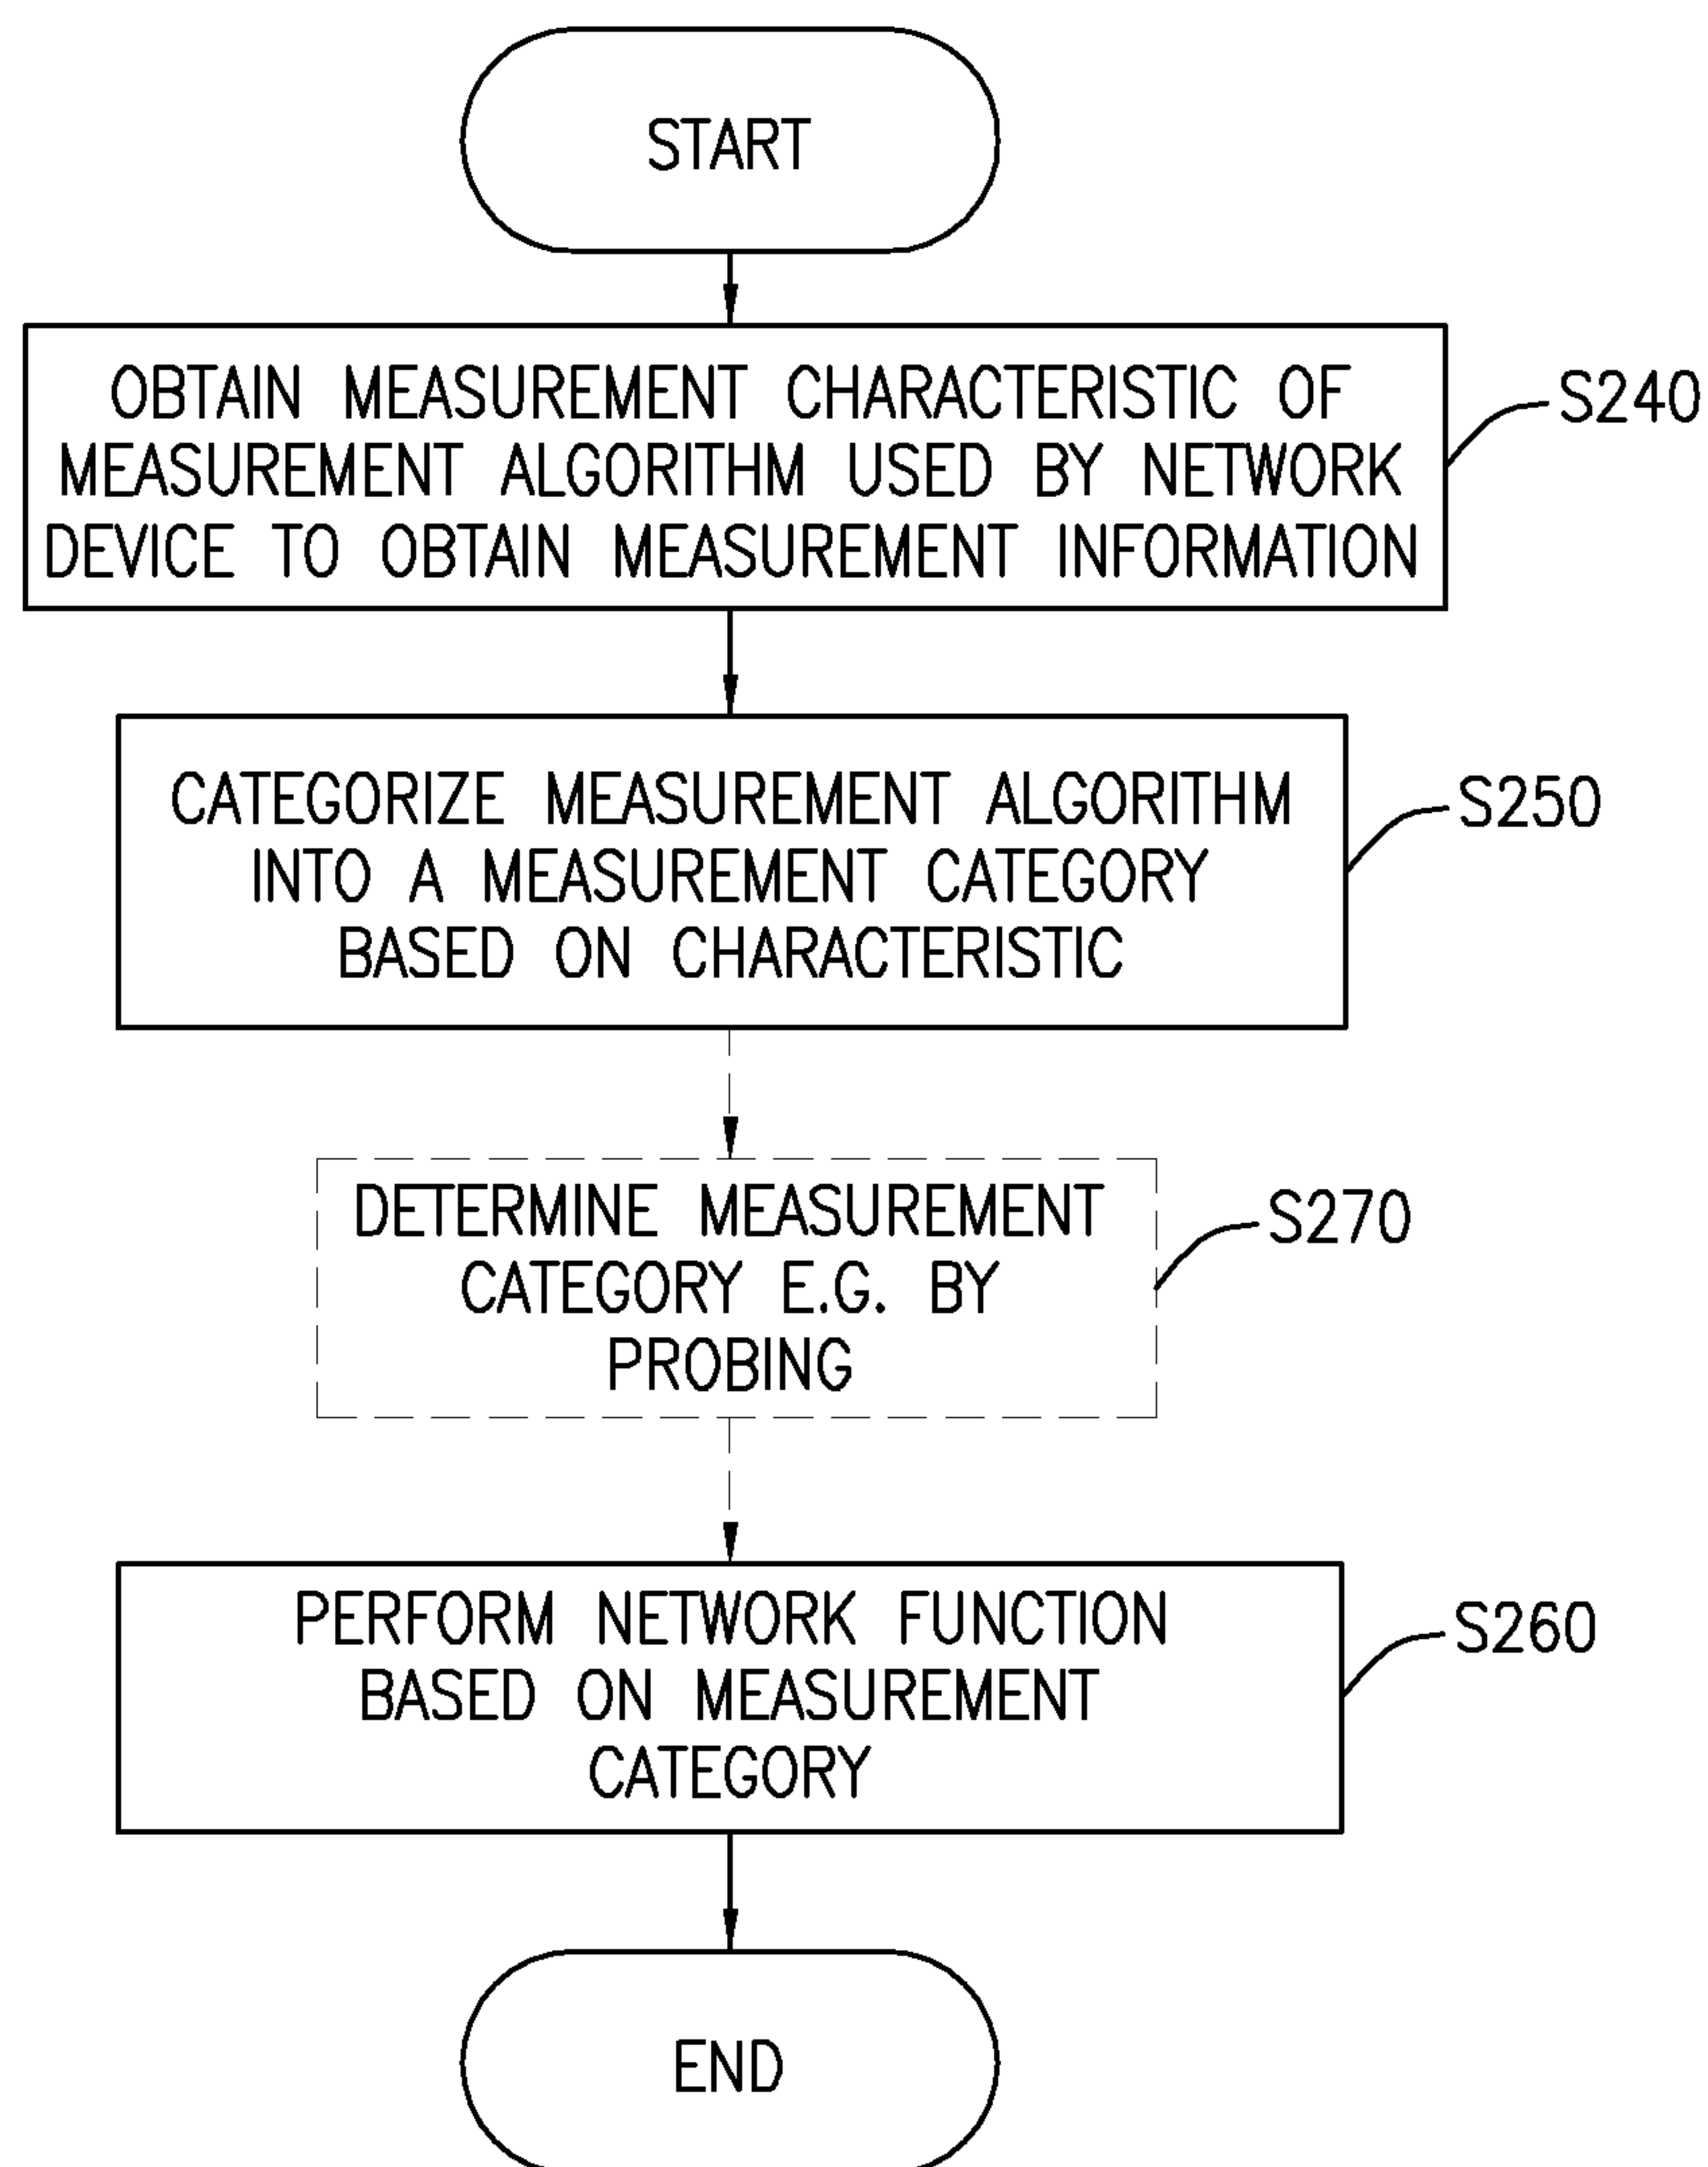 START
OBTAIN MEASUREMENT CHARACTERISTIC OF
MEASUREMENT ALGORITHM USED BY NETWORK
DEVICE TO OBTAIN MEASUREMENT INFORMATION
S240
CATEGORIZE MEASUREMENT ALGORITHM
INTO A MEASUREMENT CATEGORY
BASED ON CHARACTERISTIC
S250
DETERMINE MEASUREMENT
CATEGORY E.G. BY
PROBING
S270
PERFORM NETWORK FUNCTION
BASED ON MEASUREMENT
CATEGORY
S260
END